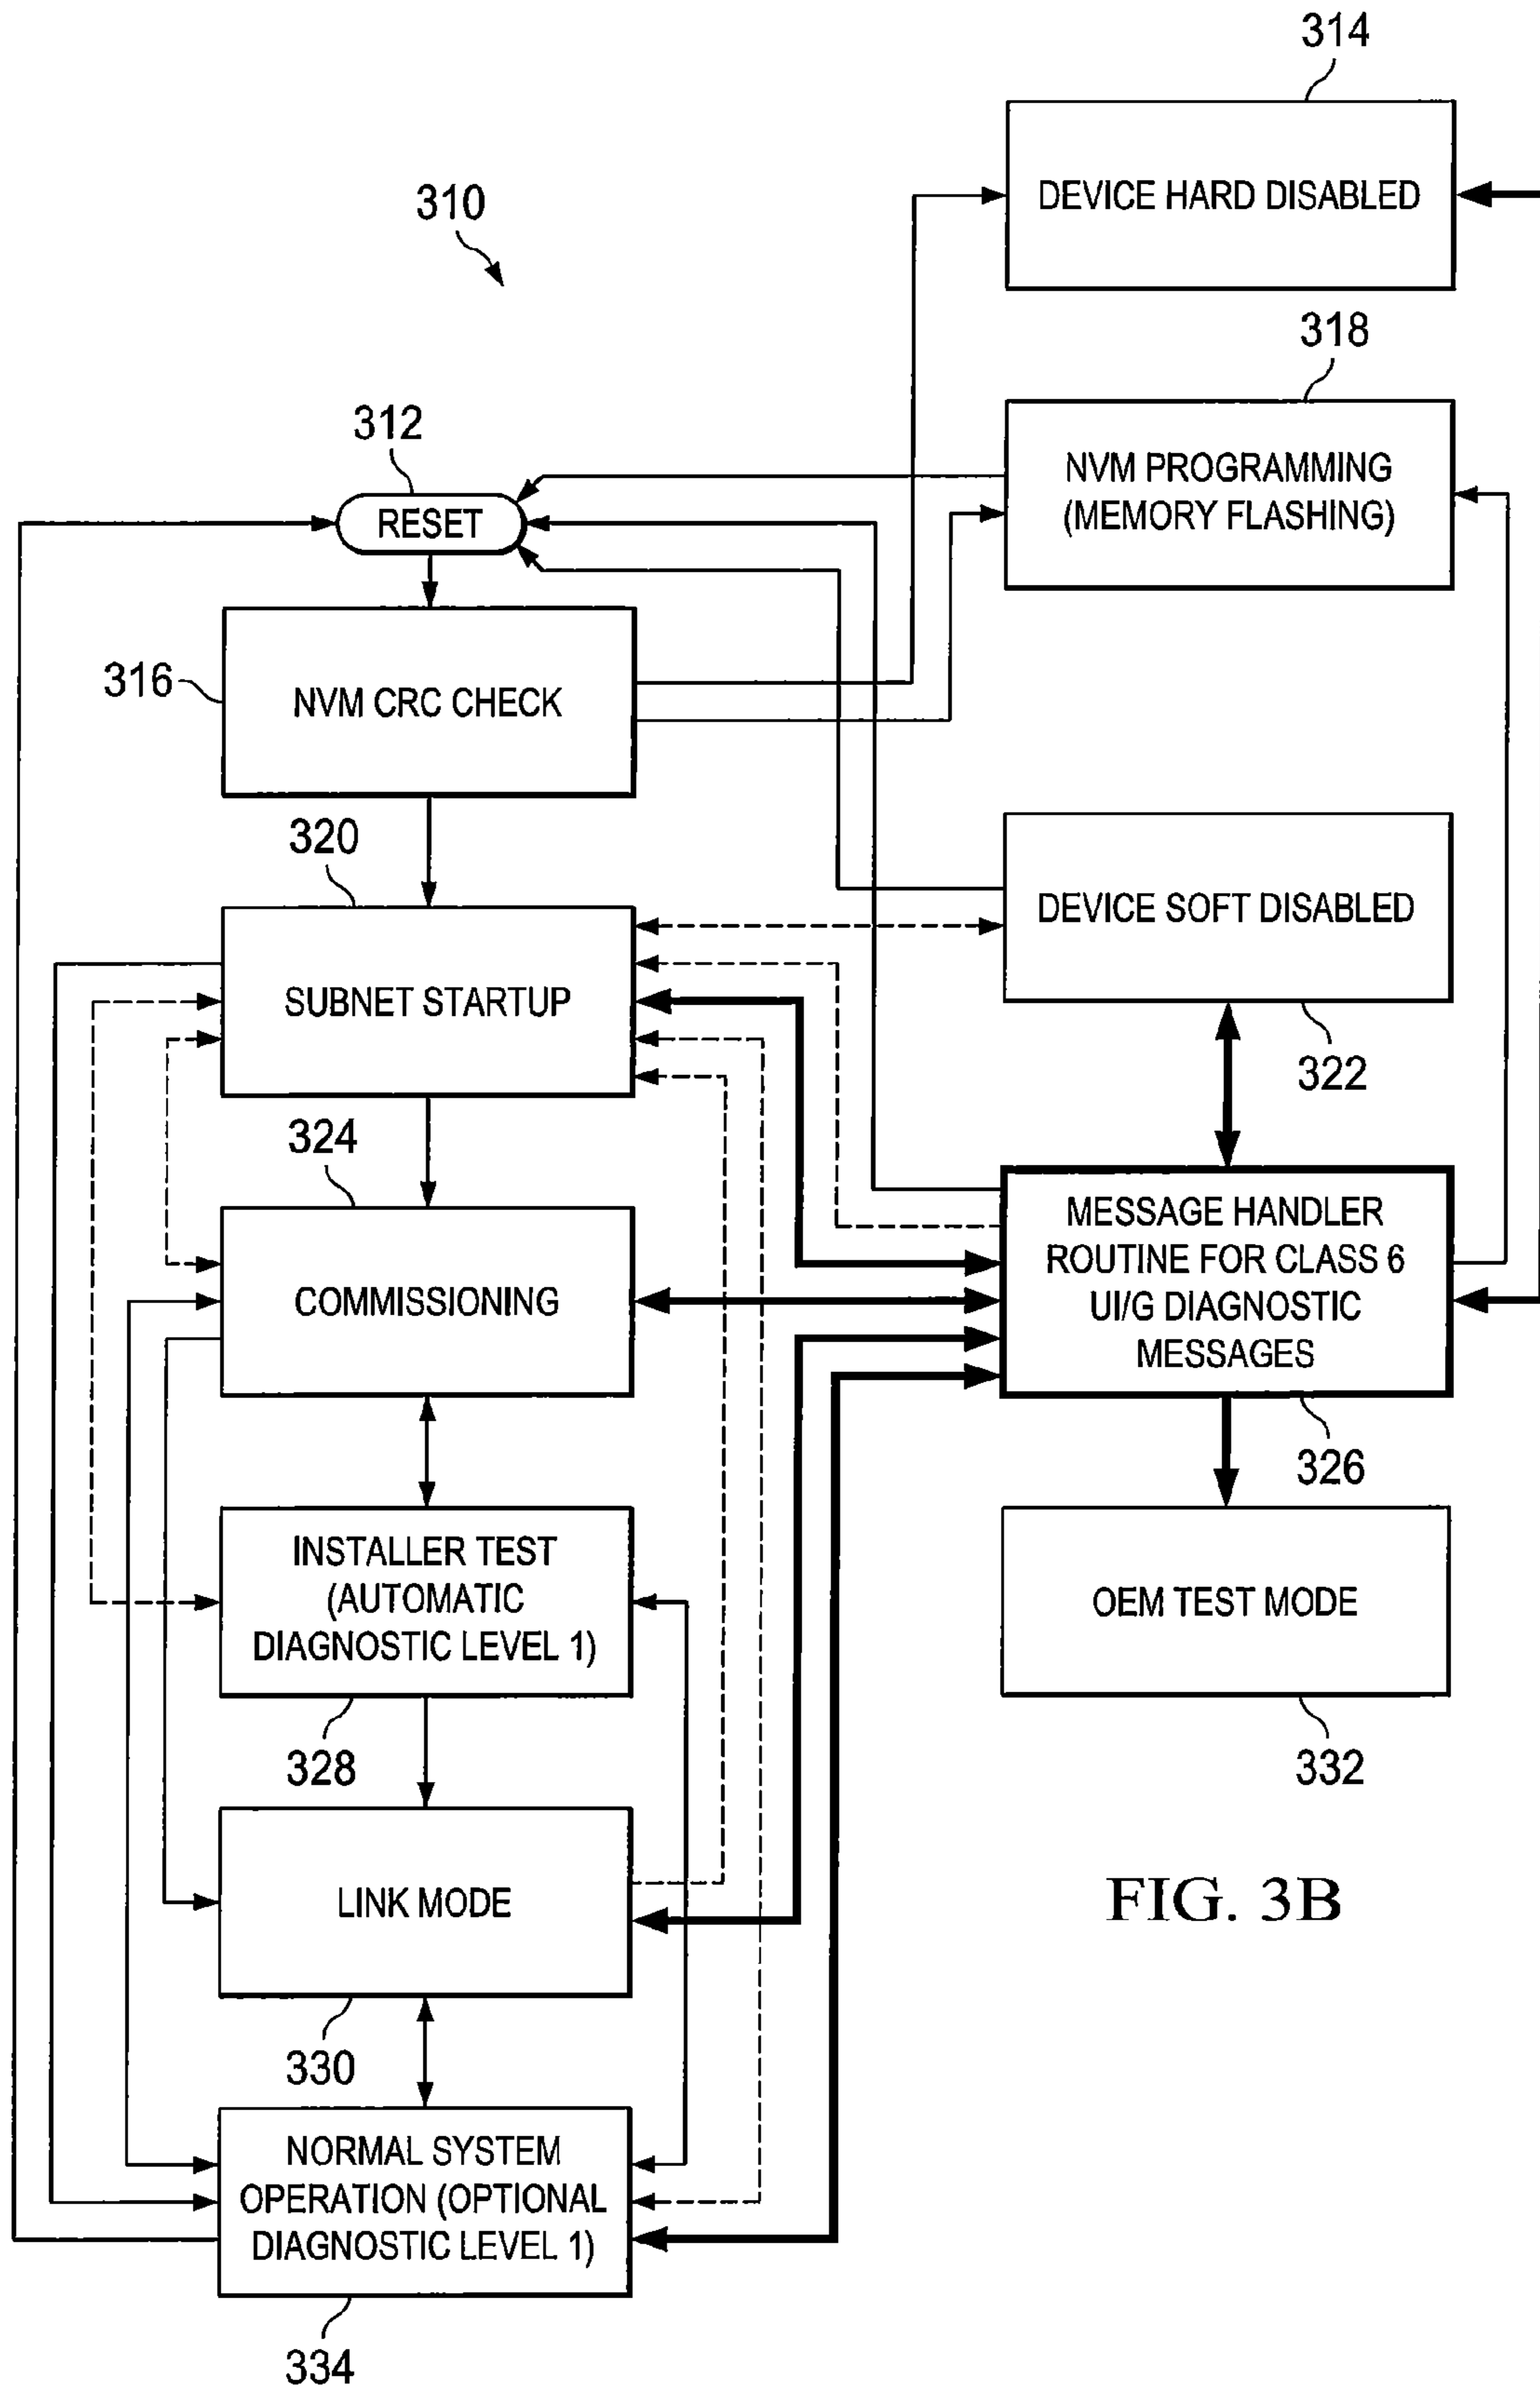 314
DEVICE HARD DISABLED
310
318
NVM PROGRAMMING
(MEMORY FLASHING)
312
RESET
316
NVM CRC CHECK
320
SUBNET STARTUP
DEVICE SOFT DISABLED
322
324
COMMISSIONING
MESSAGE HANDLER
ROUTINE FOR CLASS 6
UI/G DIAGNOSTIC
MESSAGES
326
INSTALLER TEST
(AUTOMATIC
DIAGNOSTIC LEVEL 1)
328
OEM TEST MODE
332
LINK MODE
330
FIG. 3B
NORMAL SYSTEM
OPERATION (OPTIONAL
DIAGNOSTIC LEVEL 1)
334